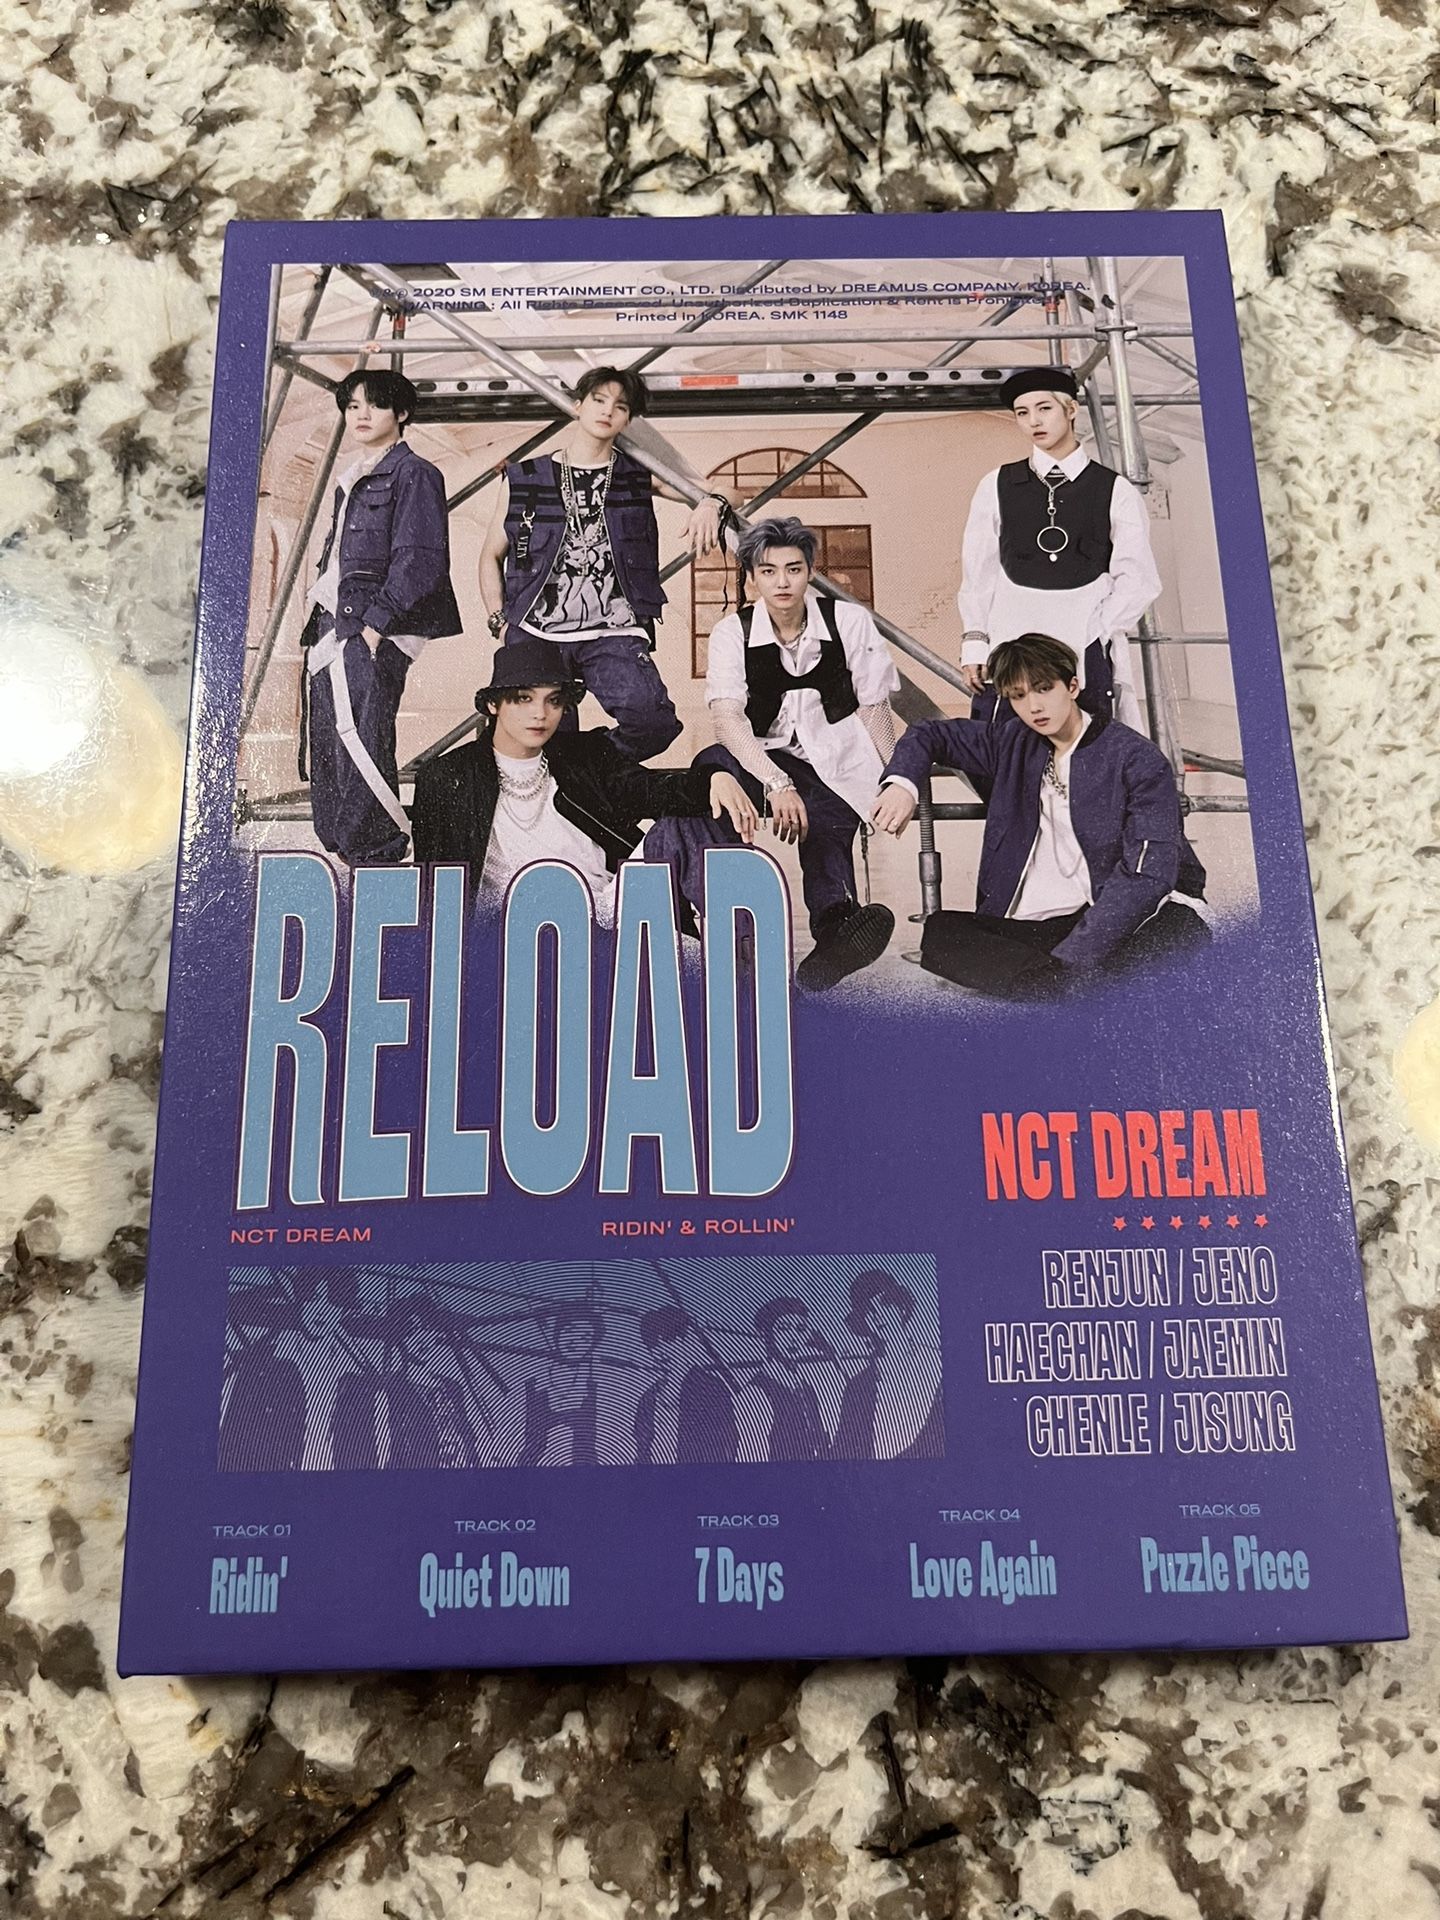 ℗&© 2020 SM ENTERTAINMENT CO., LTD. Distributed by DREAMUS COMPANY. KOREA.
WARNING : All Rights Reserved. Unauthorized Duplication & Rent is Prohibited.
Printed in KOREA. SMK 1148
RELOAD
NCT DREAM
RIDIN' & ROLLIN'
NCT DREAM
RENJUN / JENO
HAECHAN / JAEMIN
CHENLE / JISUNG
TRACK 01
Ridin'
TRACK 02
Quiet Down
TRACK 03
7 Days
TRACK 04
Love Again
TRACK 05
Puzzle Piece